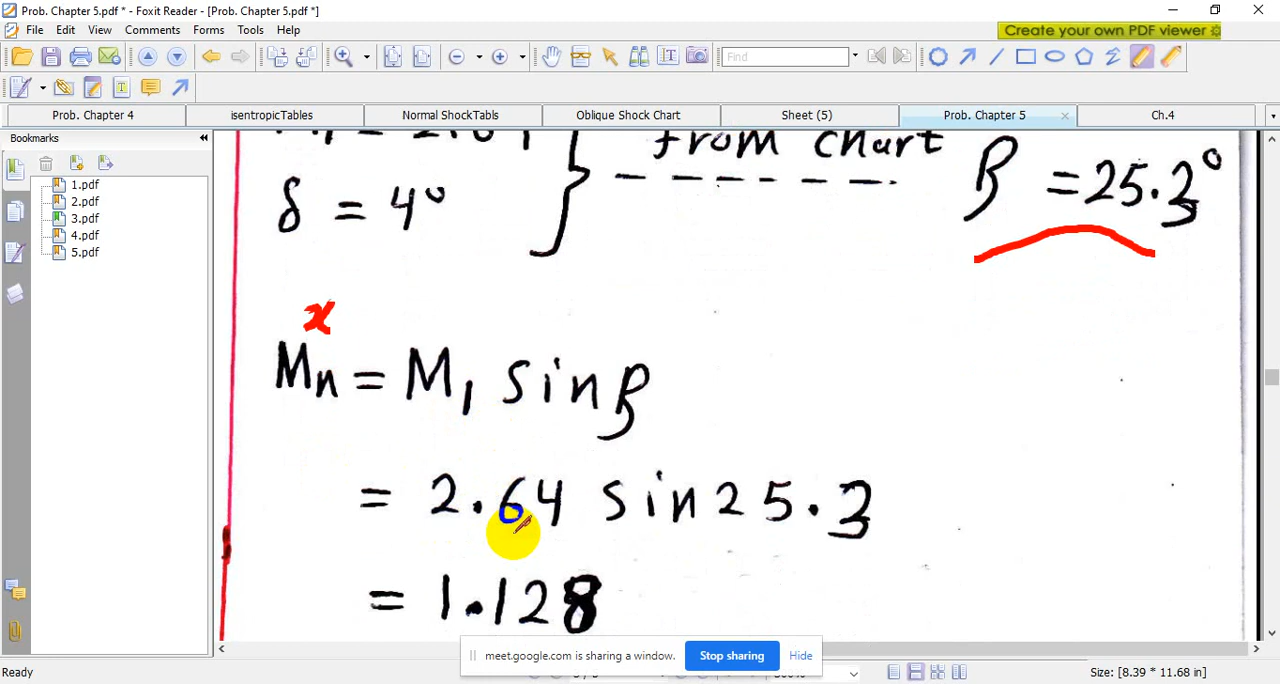 Prob. Chapter 5.pdf * - Foxit Reader - [Prob. Chapter 5.pdf *]
File Edit View Comments Forms Tools Help
Create your own PDF viewer
Find
Prob. Chapter 4 isentropicTables Normal ShockTabls Oblique Shock Chart Sheet (5) Prob. Chapter 5 Ch.4
Bookmarks
1.pdf
2.pdf
3.pdf
4.pdf
5.pdf
from chart
β = 25.3°
δ = 4°
x
Mn = M1 sinβ
= 2.64 sin25.3
= 1.128
meet.google.com is sharing a window. Stop sharing Hide
Ready
Size: [8.39 * 11.68 in]